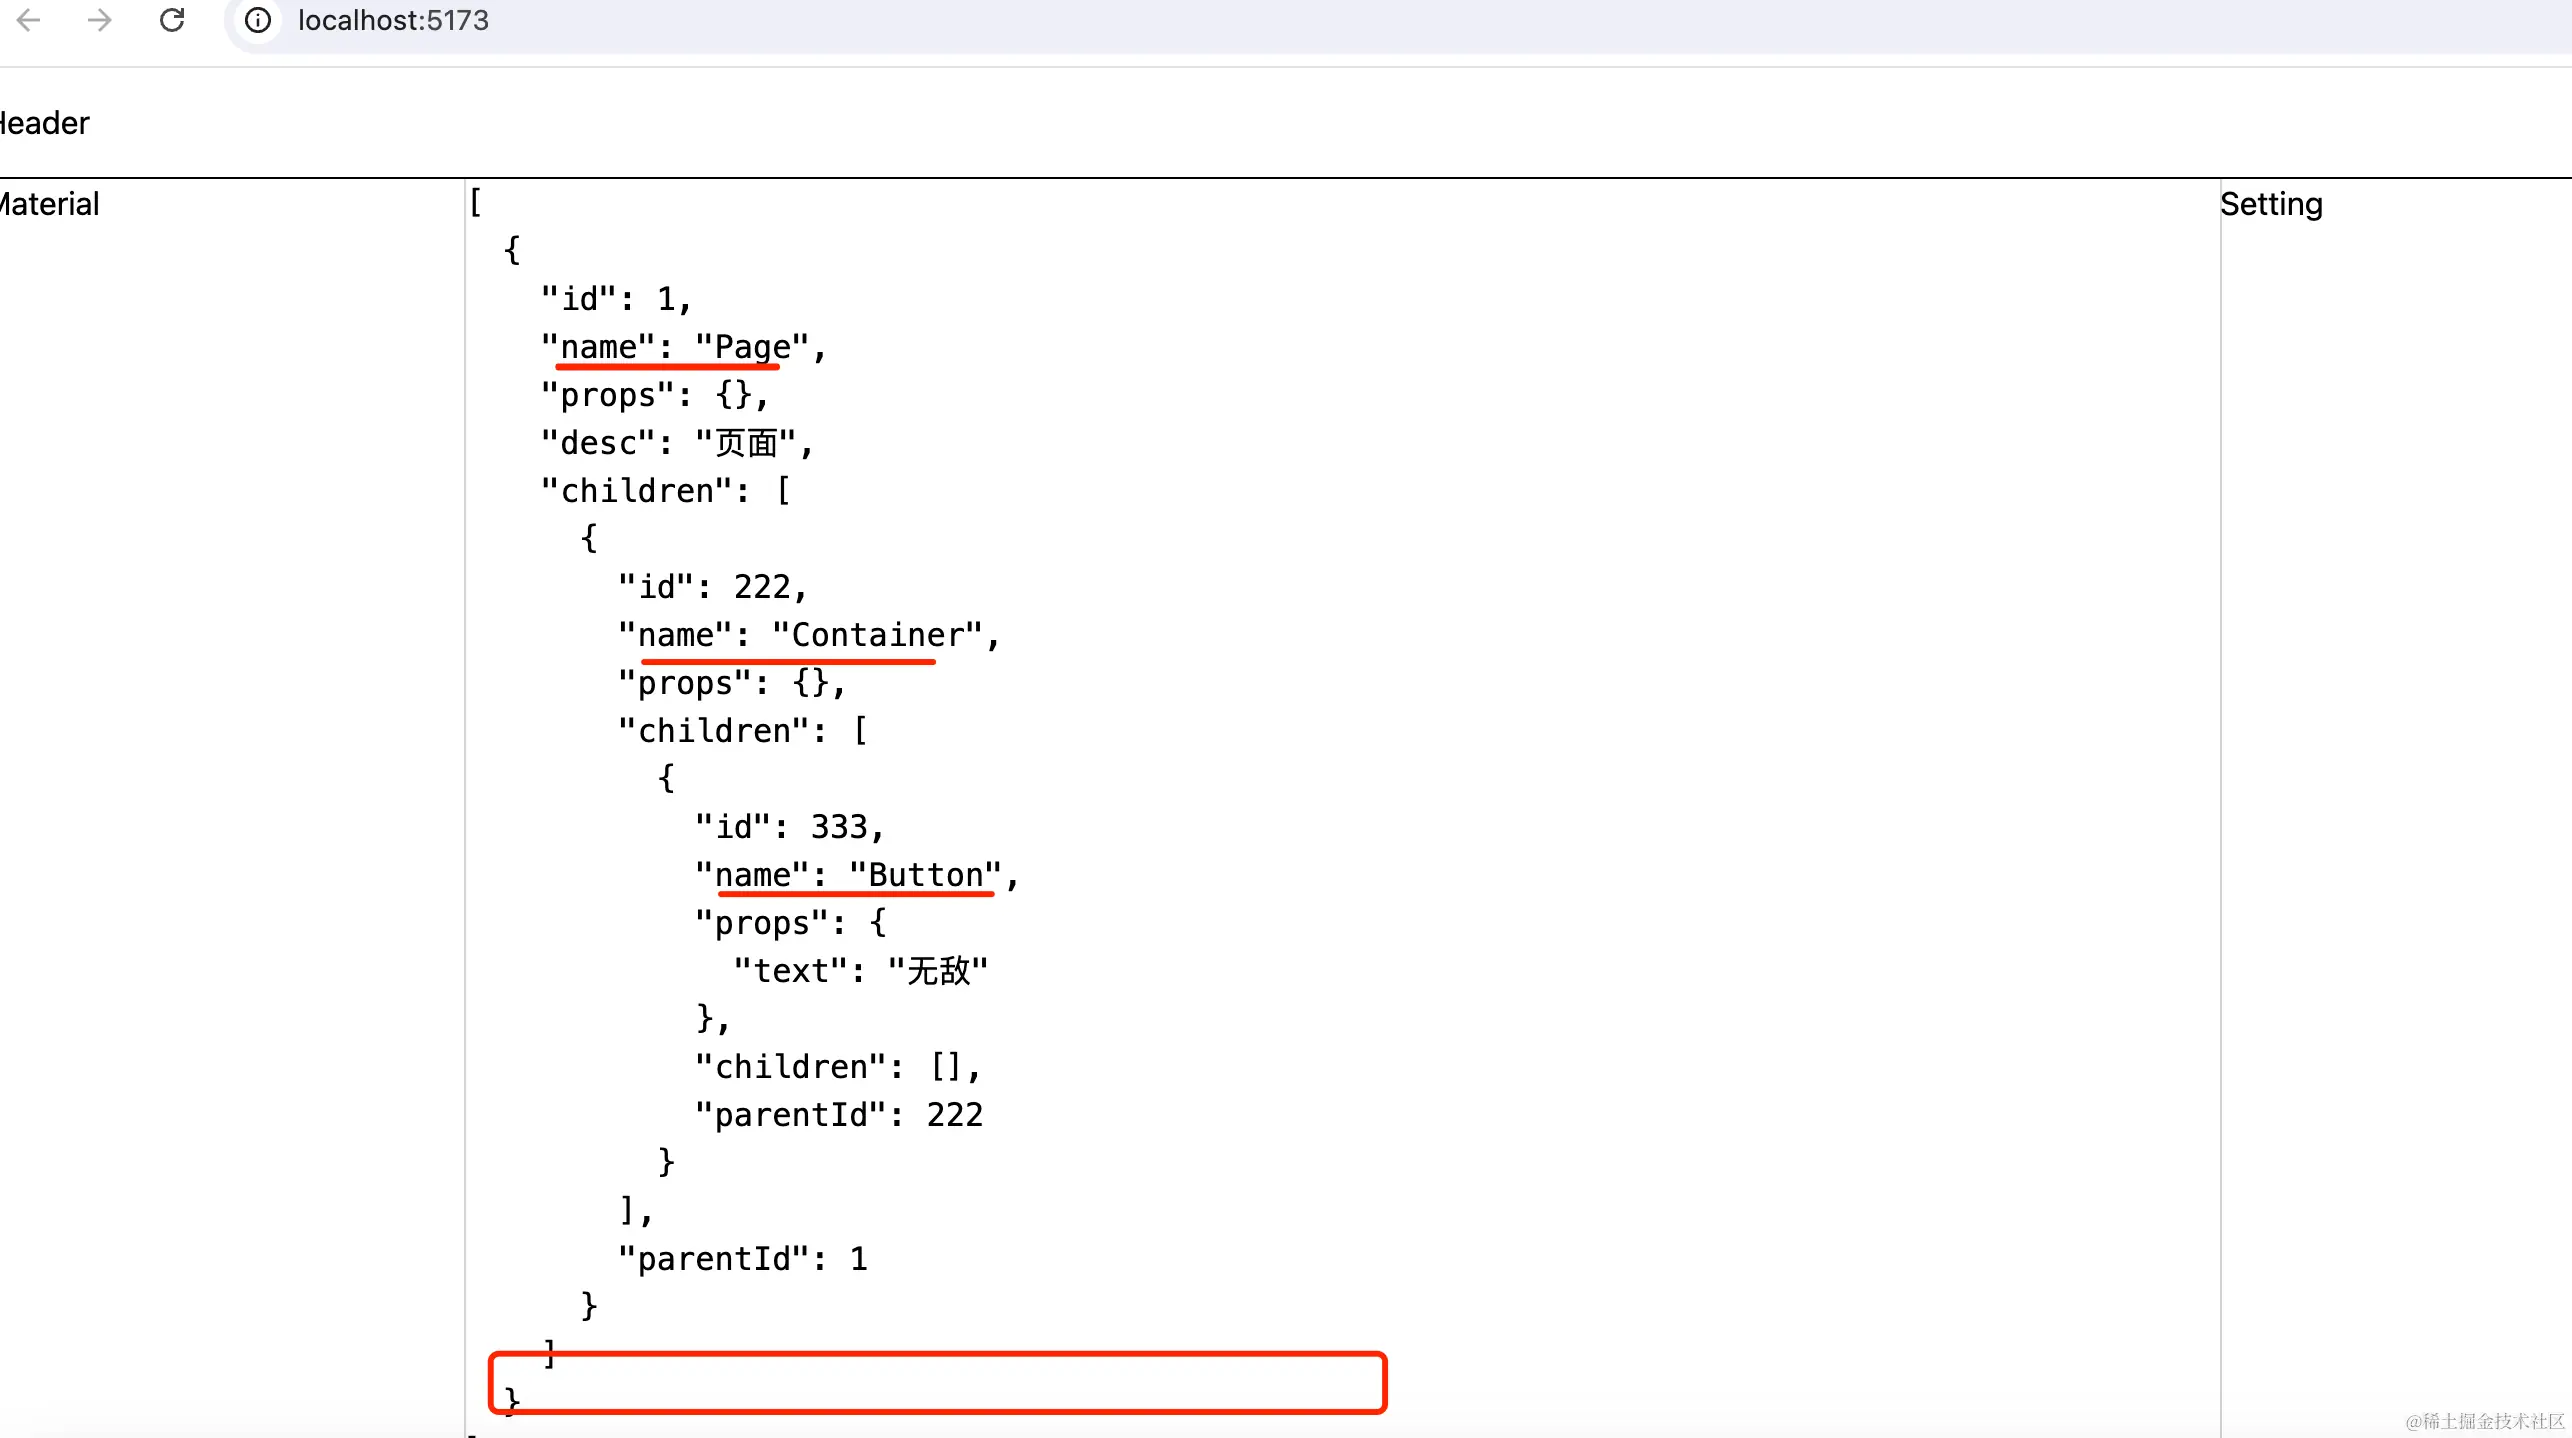 localhost:5173
Header
Material
[
  {
    "id": 1,
    "name": "Page",
    "props": {},
    "desc": "页面",
    "children": [
      {
        "id": 222,
        "name": "Container",
        "props": {},
        "children": [
          {
            "id": 333,
            "name": "Button",
            "props": {
              "text": "无敌"
            },
            "children": [],
            "parentId": 222
          }
        ],
        "parentId": 1
      }
    ]
  }
Setting
@稀土掘金技术社区